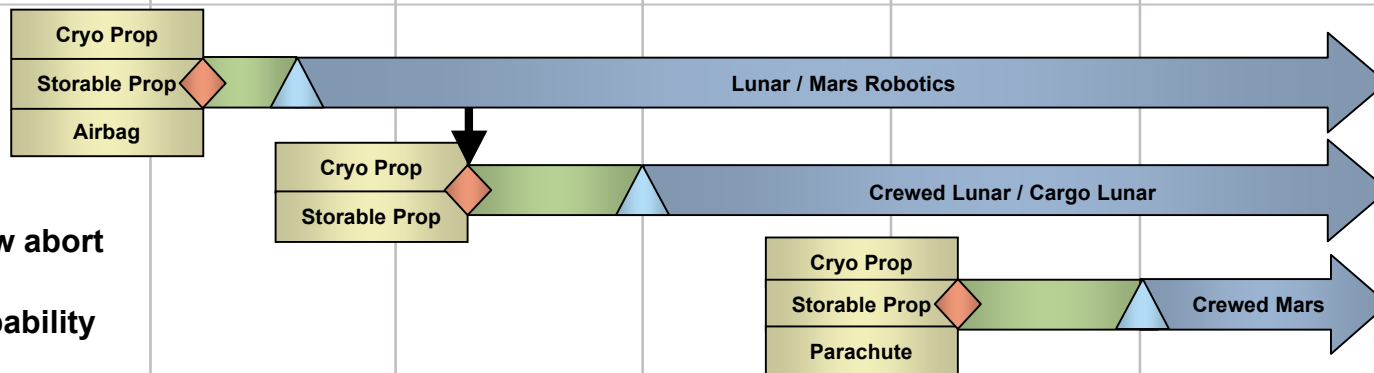 Cryo Prop
Storable Prop
Airbag
Lunar / Mars Robotics
Cryo Prop
Storable Prop
Crewed Lunar / Cargo Lunar
abort
Cryo Prop
Storable Prop
Parachute
Crewed Mars